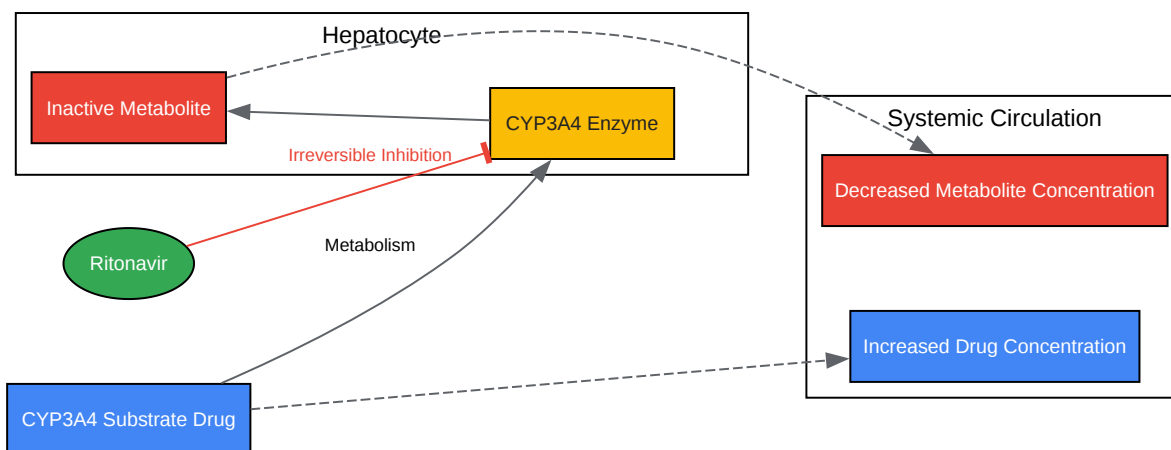 Hepatocyte
Inactive Metabolite
CYP3A4 Enzyme
Systemic Circulation
Irreversible Inhibition
Decreased Metabolite Concentration
Metabolism
Ritonavir
Increased Drug Concentration
CYP3A4 Substrate Drug